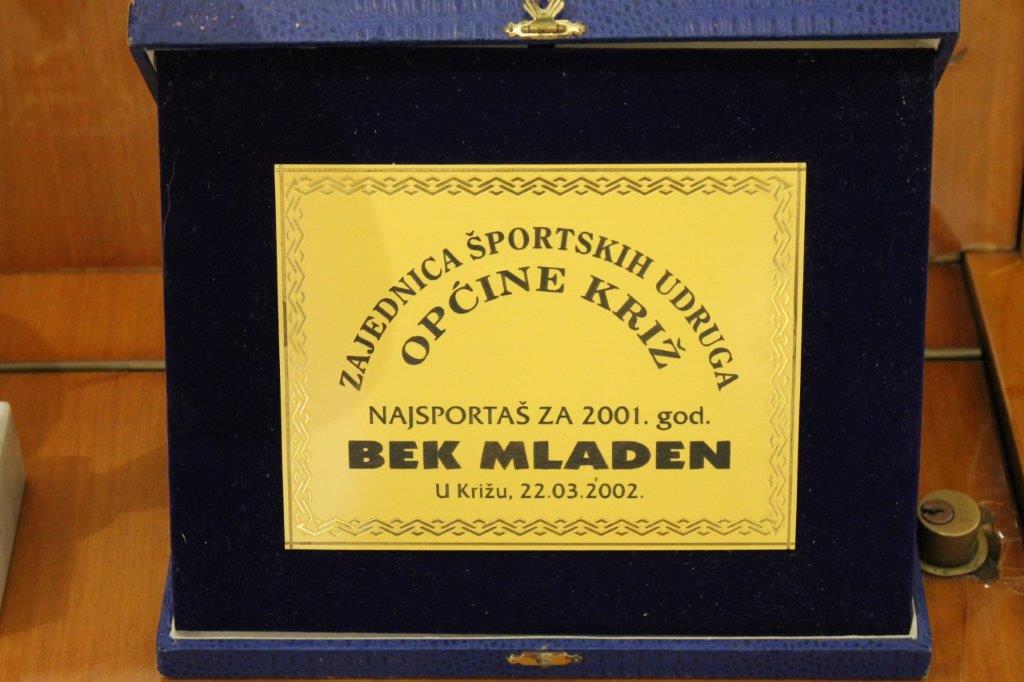 ZAJEDNICA ŠPORTSKIH UDRUGA
OPĆINE KRIŽ
NAJSPORTAŠ ZA 2001. god.
BEK MLADEN
U Križu, 22.03.2002.